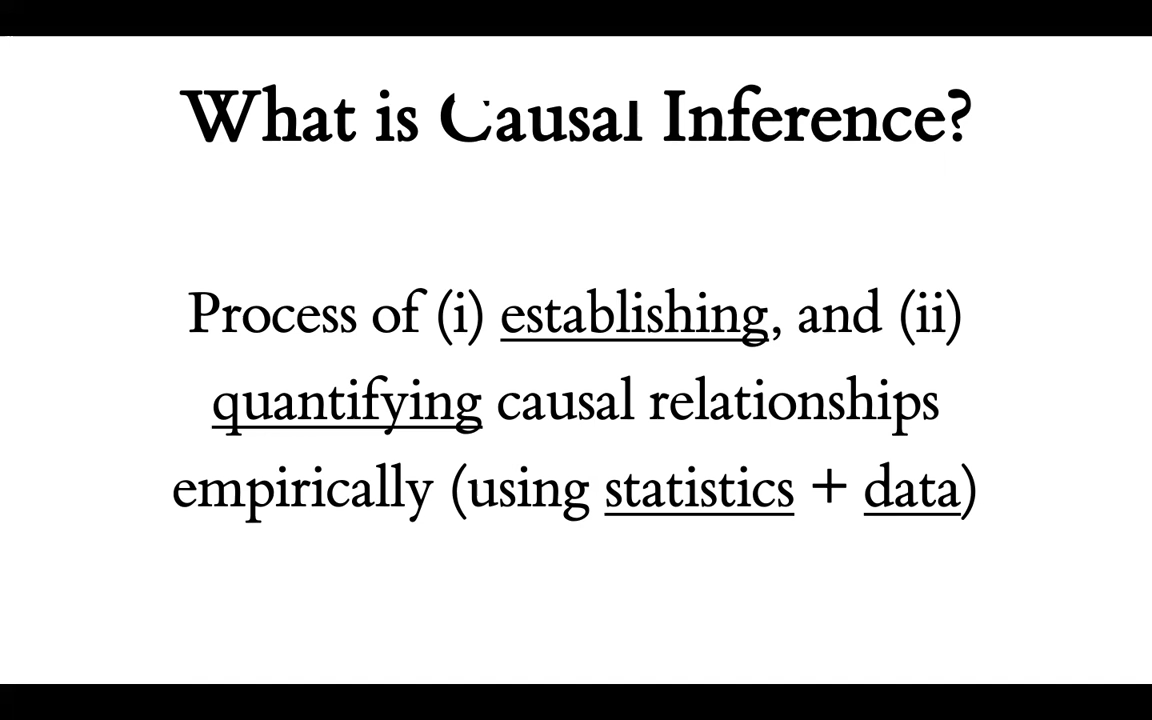 What is Causal Inference?
Process of (i) establishing, and (ii)
quantifying causal relationships
empirically (using statistics + data)